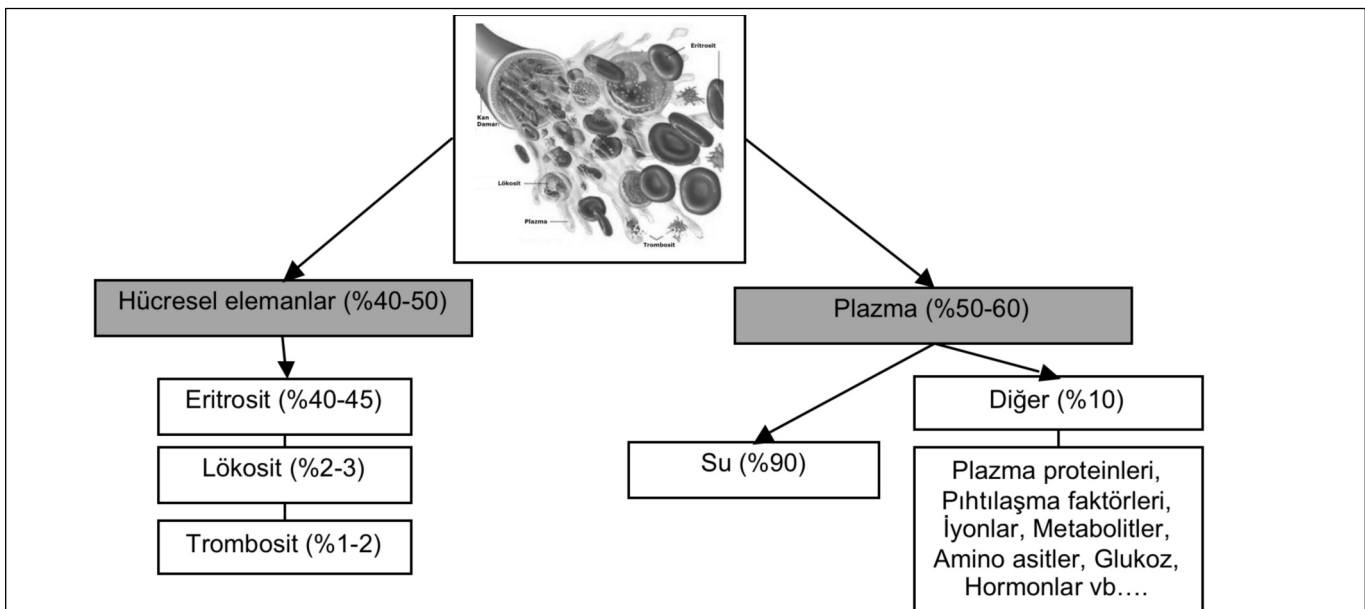 Eritrosit
Kan
Damarı
Lökosit
Plazma
Trombosit
Hücresel elemanlar (%40-50)
Plazma (%50-60)
Eritrosit (%40-45)
Diğer (%10)
Lökosit (%2-3)
Su (%90)
Trombosit (%1-2)
Plazma proteinleri,
Pıhtılaşma faktörleri,
İyonlar, Metabolitler,
Amino asitler, Glukoz,
Hormonlar vb….